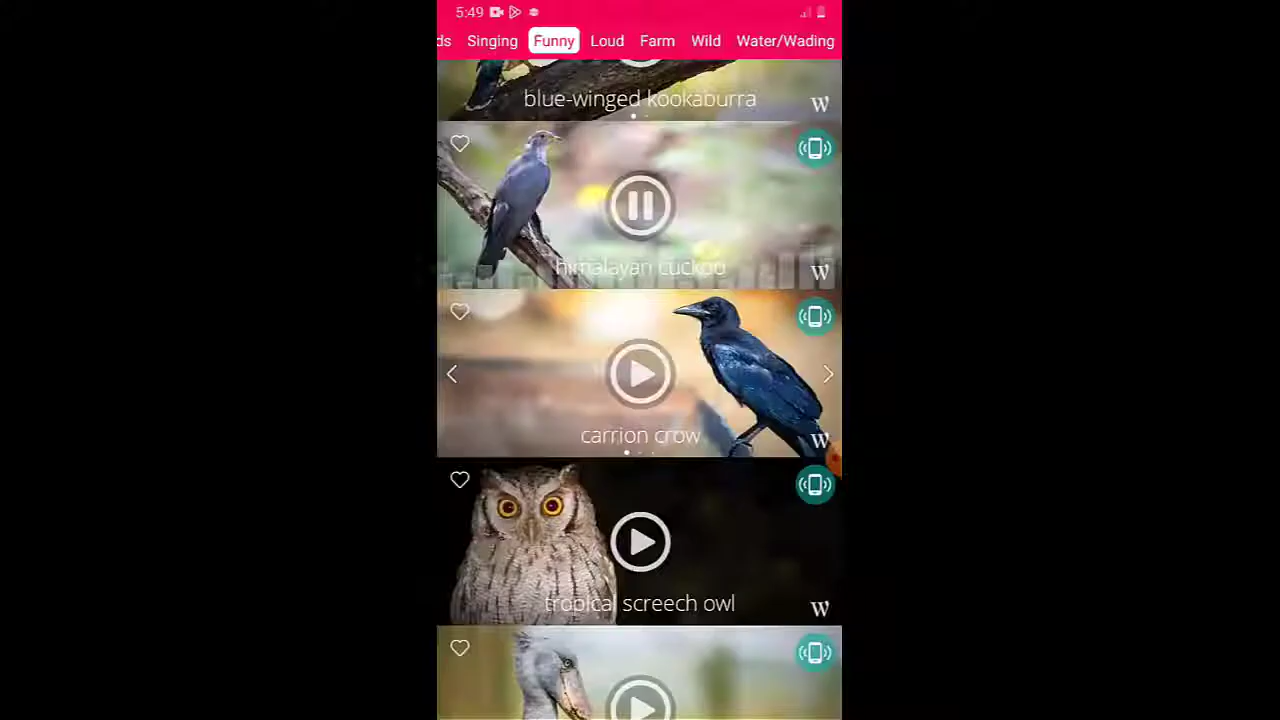 5:49
ds Singing Funny Loud Farm Wild Water/Wading
blue-winged kookaburra
W
himalayan cuckoo
W
carrion crow
W
tropical screech owl
W